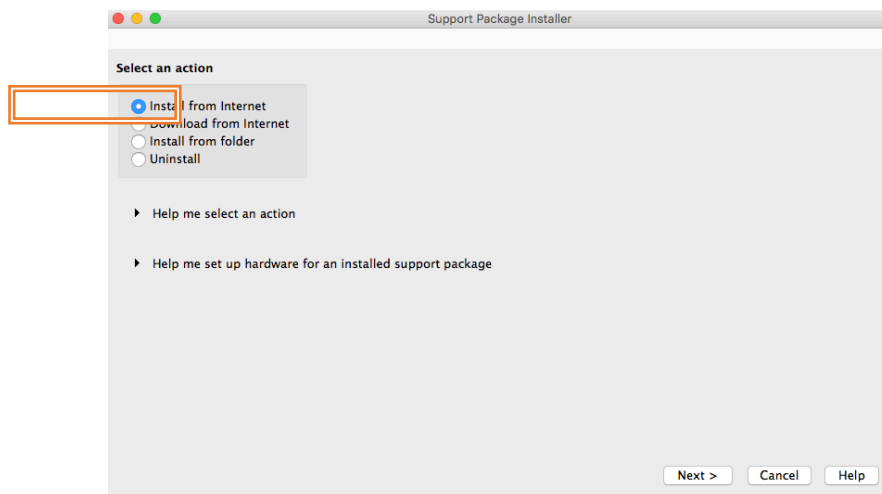 Support Package Installer
Select an action
Install from Internet
Download from Internet
Install from folder
Uninstall
Help me select an action
Help me set up hardware for an installed support package
Next > Cancel Help